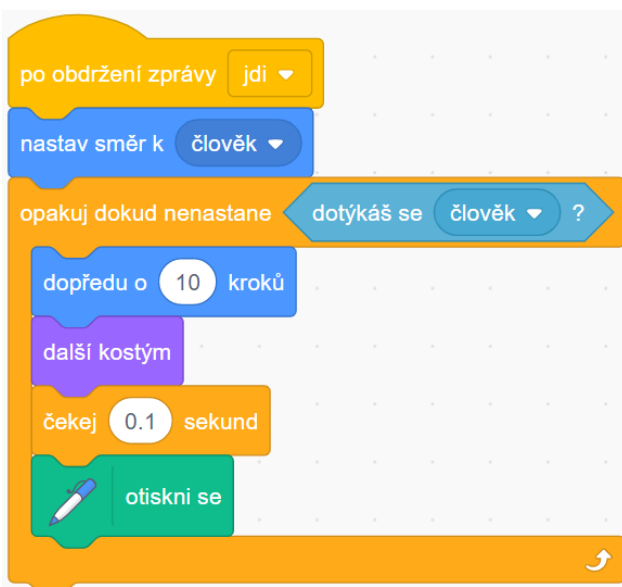 po obdržení zprávy jdi
nastav směr k člověk
opakuj dokud nenastane dotýkáš se člověk ?
dopředu o 10 kroků
další kostým
čekej 0.1 sekund
otiskni se